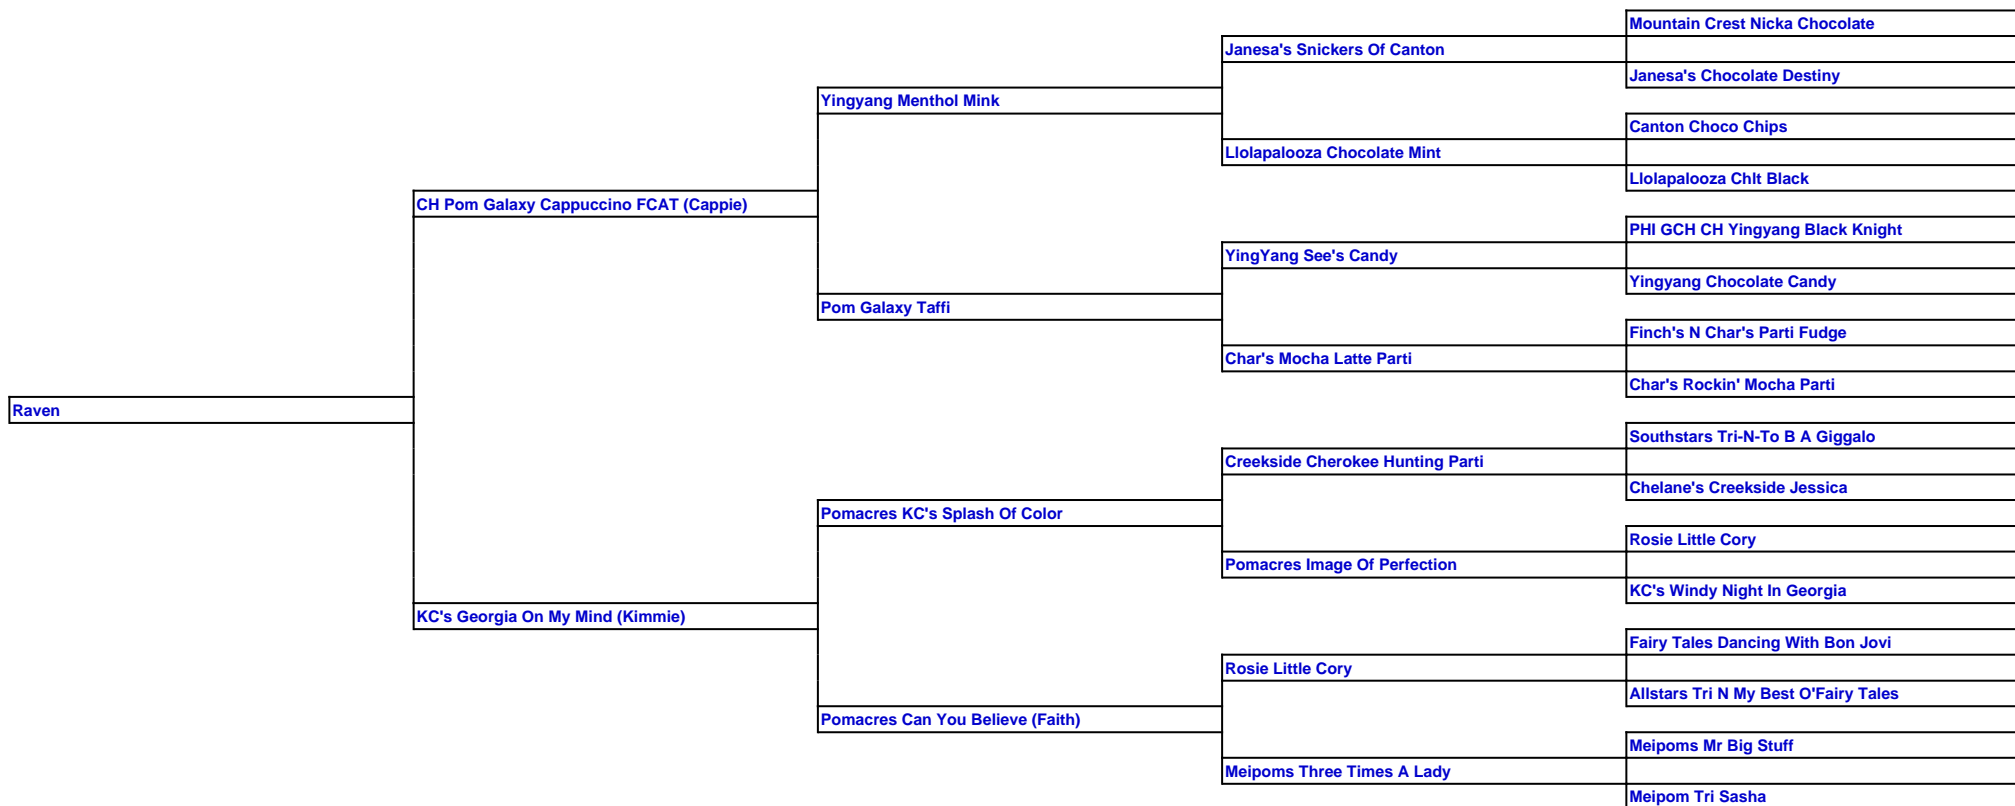 Mountain Crest Nicka Chocolate
Janesa's Snickers Of Canton
Janesa's Chocolate Destiny
Yingyang Menthol Mink
Canton Choco Chips
Llolapalooza Chocolate Mint
Llolapalooza Chlt Black
CH Pom Galaxy Cappuccino FCAT (Cappie)
PHI GCH CH Yingyang Black Knight
YingYang See's Candy
Yingyang Chocolate Candy
Pom Galaxy Taffi
Finch's N Char's Parti Fudge
Char's Mocha Latte Parti
Char's Rockin' Mocha Parti
Raven
Southstars Tri-N-To B A Giggalo
Creekside Cherokee Hunting Parti
Chelane's Creekside Jessica
Pomacres KC's Splash Of Color
Rosie Little Cory
Pomacres Image Of Perfection
KC's Windy Night In Georgia
KC's Georgia On My Mind (Kimmie)
Fairy Tales Dancing With Bon Jovi
Rosie Little Cory
Allstars Tri N My Best O'Fairy Tales
Pomacres Can You Believe (Faith)
Meipoms Mr Big Stuff
Meipoms Three Times A Lady
Meipom Tri Sasha